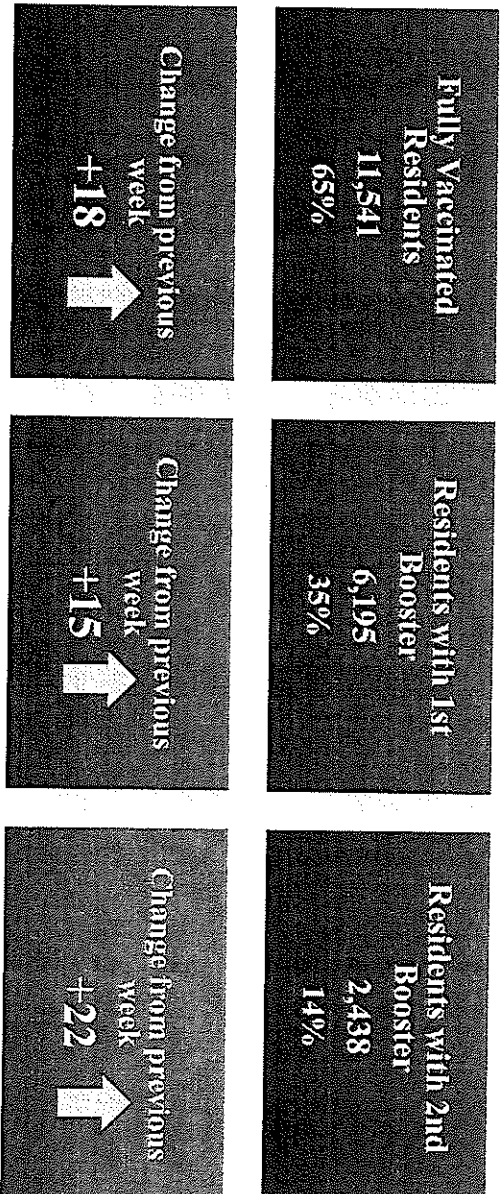 Fully Vaccinated
Residents
11,541
65%
Residents with 1st
Booster
6,195
35%
Residents with 2nd
Booster
2,438
14%
Change from previous
week
+18
Change from previous
week
+15
Change from previous
week
+22